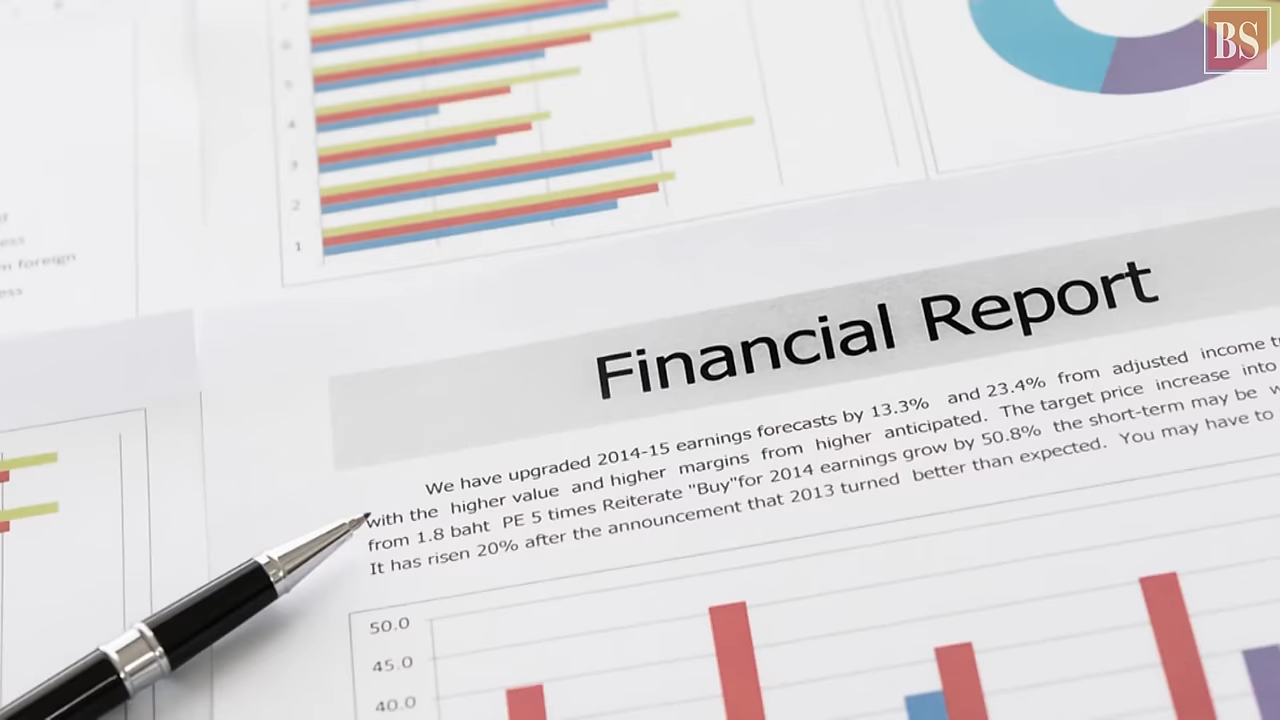 BS
6
5
4
3
2
1
ess
m foreign
ess
Financial Report
We have upgraded 2014-15 earnings forecasts by 13.3% and 23.4% from adjusted income
with the higher value and higher margins from higher anticipated. The target price increase into
from 1.8 baht PE 5 times Reiterate "Buy"for 2014 earnings grow by 50.8% the short-term may be
It has risen 20% after the announcement that 2013 turned better than expected. You may have to
50.0
45.0
40.0